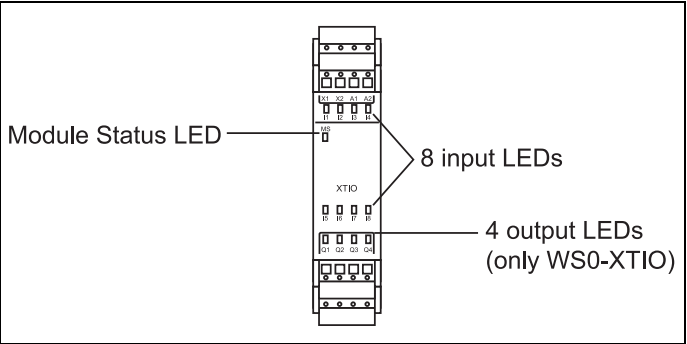 X1 X2 A1 A2
I1 I2 I3 I4
Module Status LED
MS
8 input LEDs
XTIO
I5 I6 I7 I8
4 output LEDs
(only WS0-XTIO)
Q1 Q2 Q3 Q4